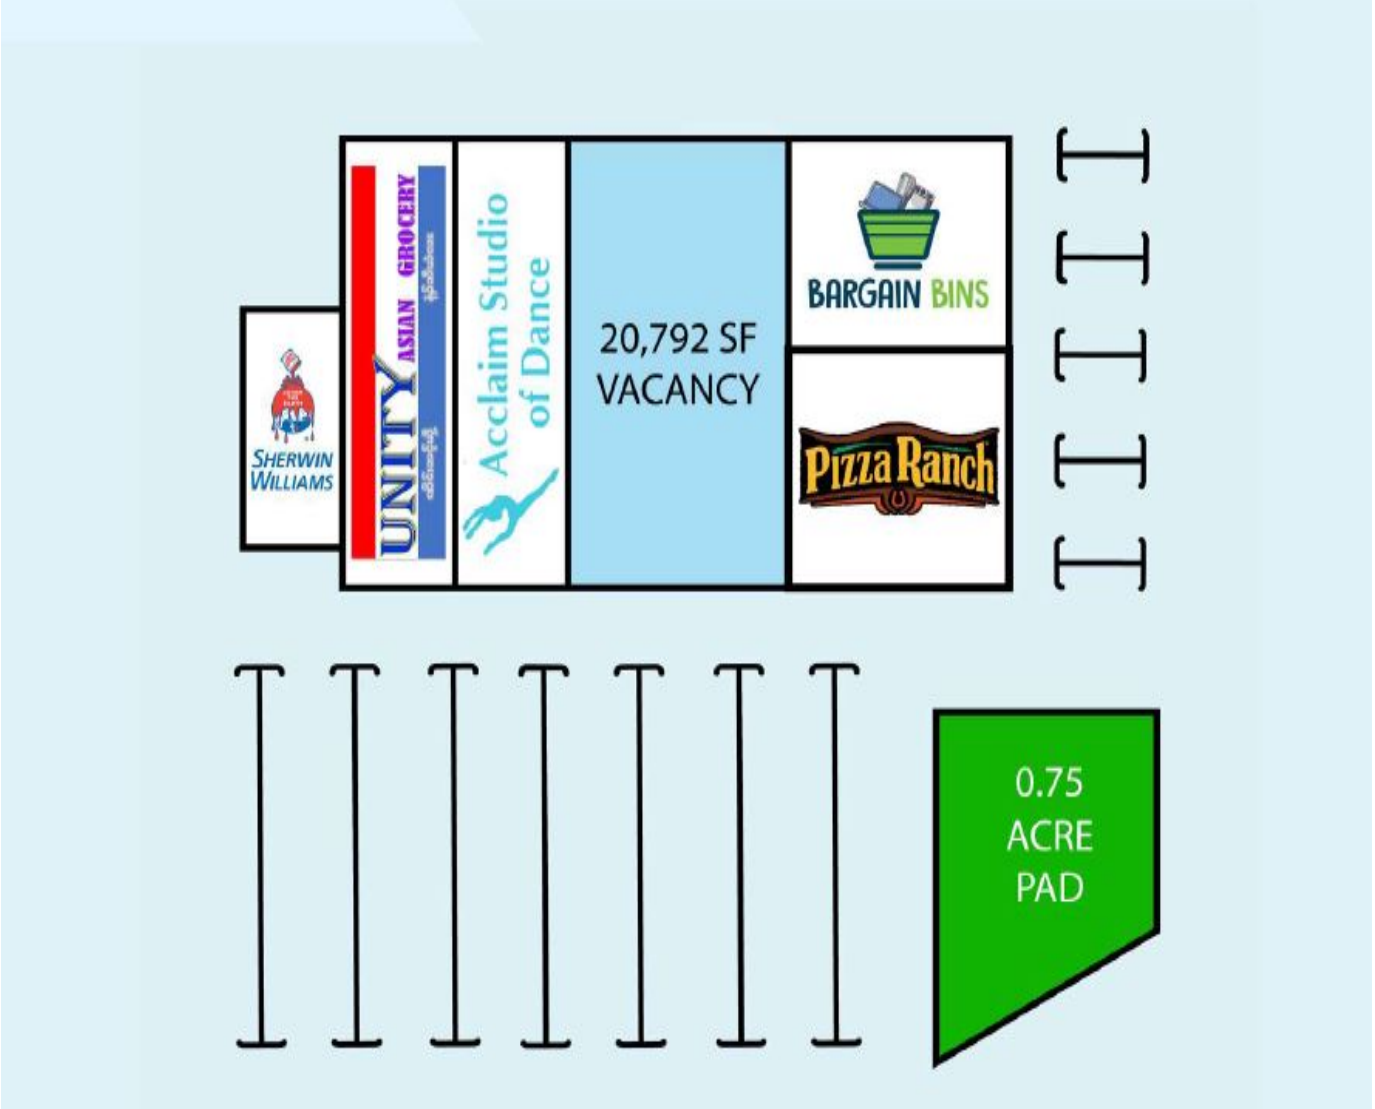 SHERWIN
WILLIAMS
UNITY ASIAN GROCERY
Acclaim Studio
of Dance
20,792 SF
VACANCY
BARGAIN BINS
Pizza Ranch
0.75
ACRE
PAD